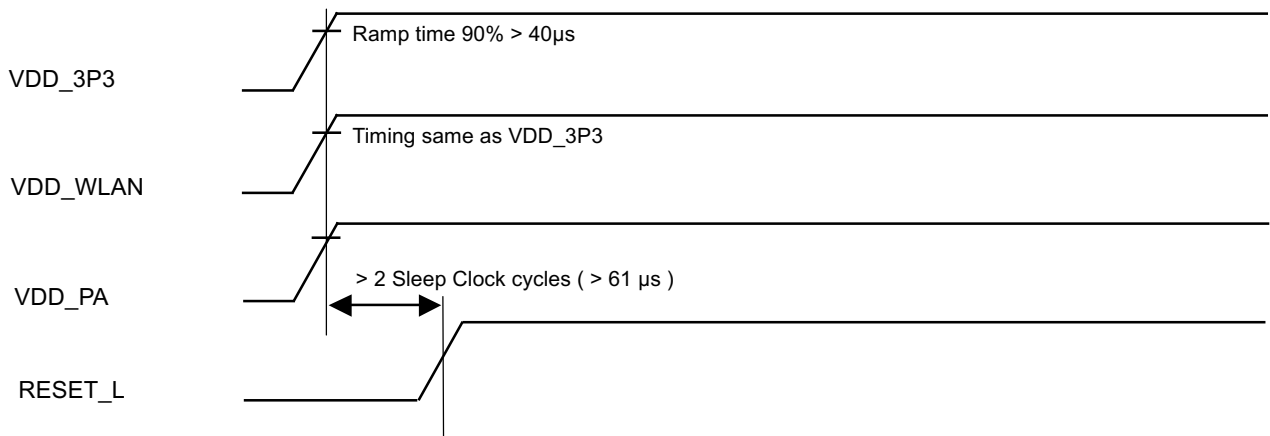 Ramp time 90% > 40µs
VDD_3P3
Timing same as VDD_3P3
VDD_WLAN
> 2 Sleep Clock cycles ( > 61 µs )
VDD_PA
RESET_L